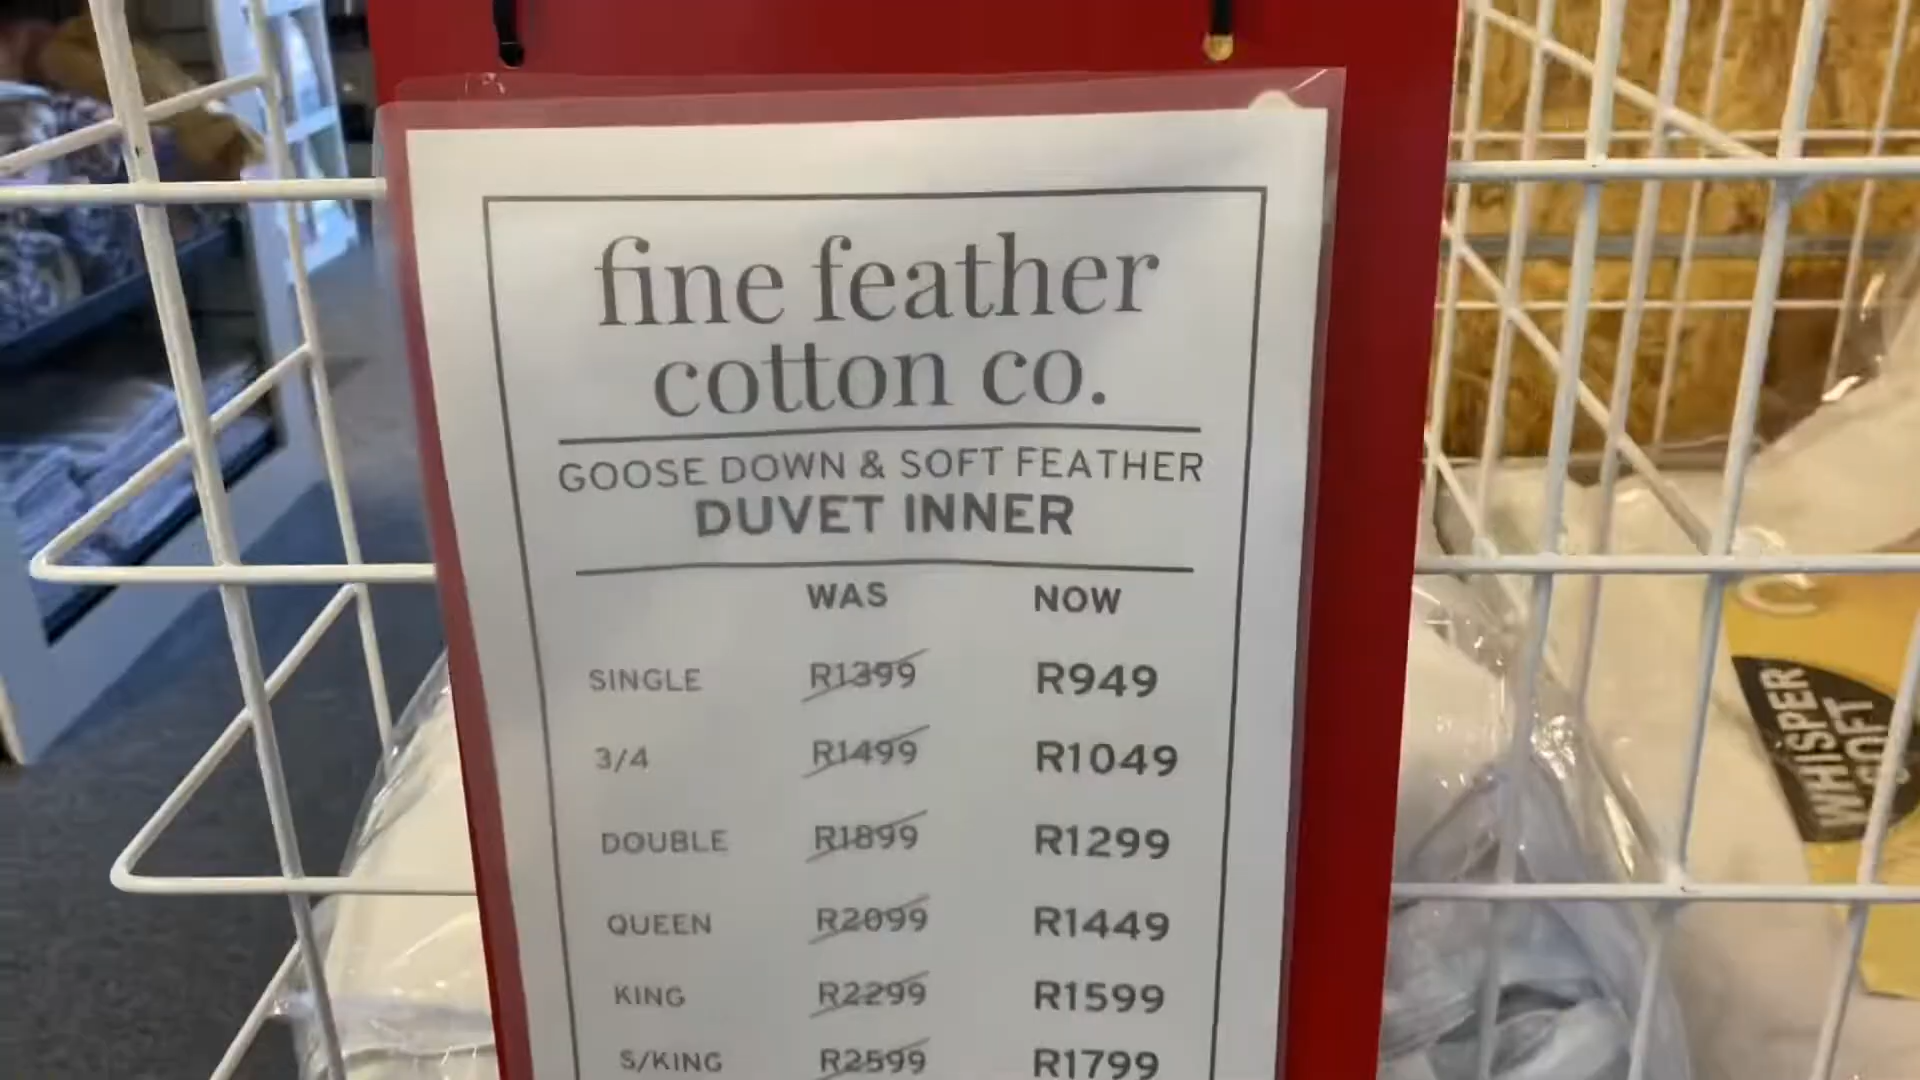 fine feather
cotton co.
GOOSE DOWN & SOFT FEATHER
DUVET INNER
WAS NOW
SINGLE R1399 R949
3/4 R1499 R1049
DOUBLE R1899 R1299
QUEEN R2099 R1449
KING R2299 R1599
S/KING R2599 R1799
WHISPER
SOFT